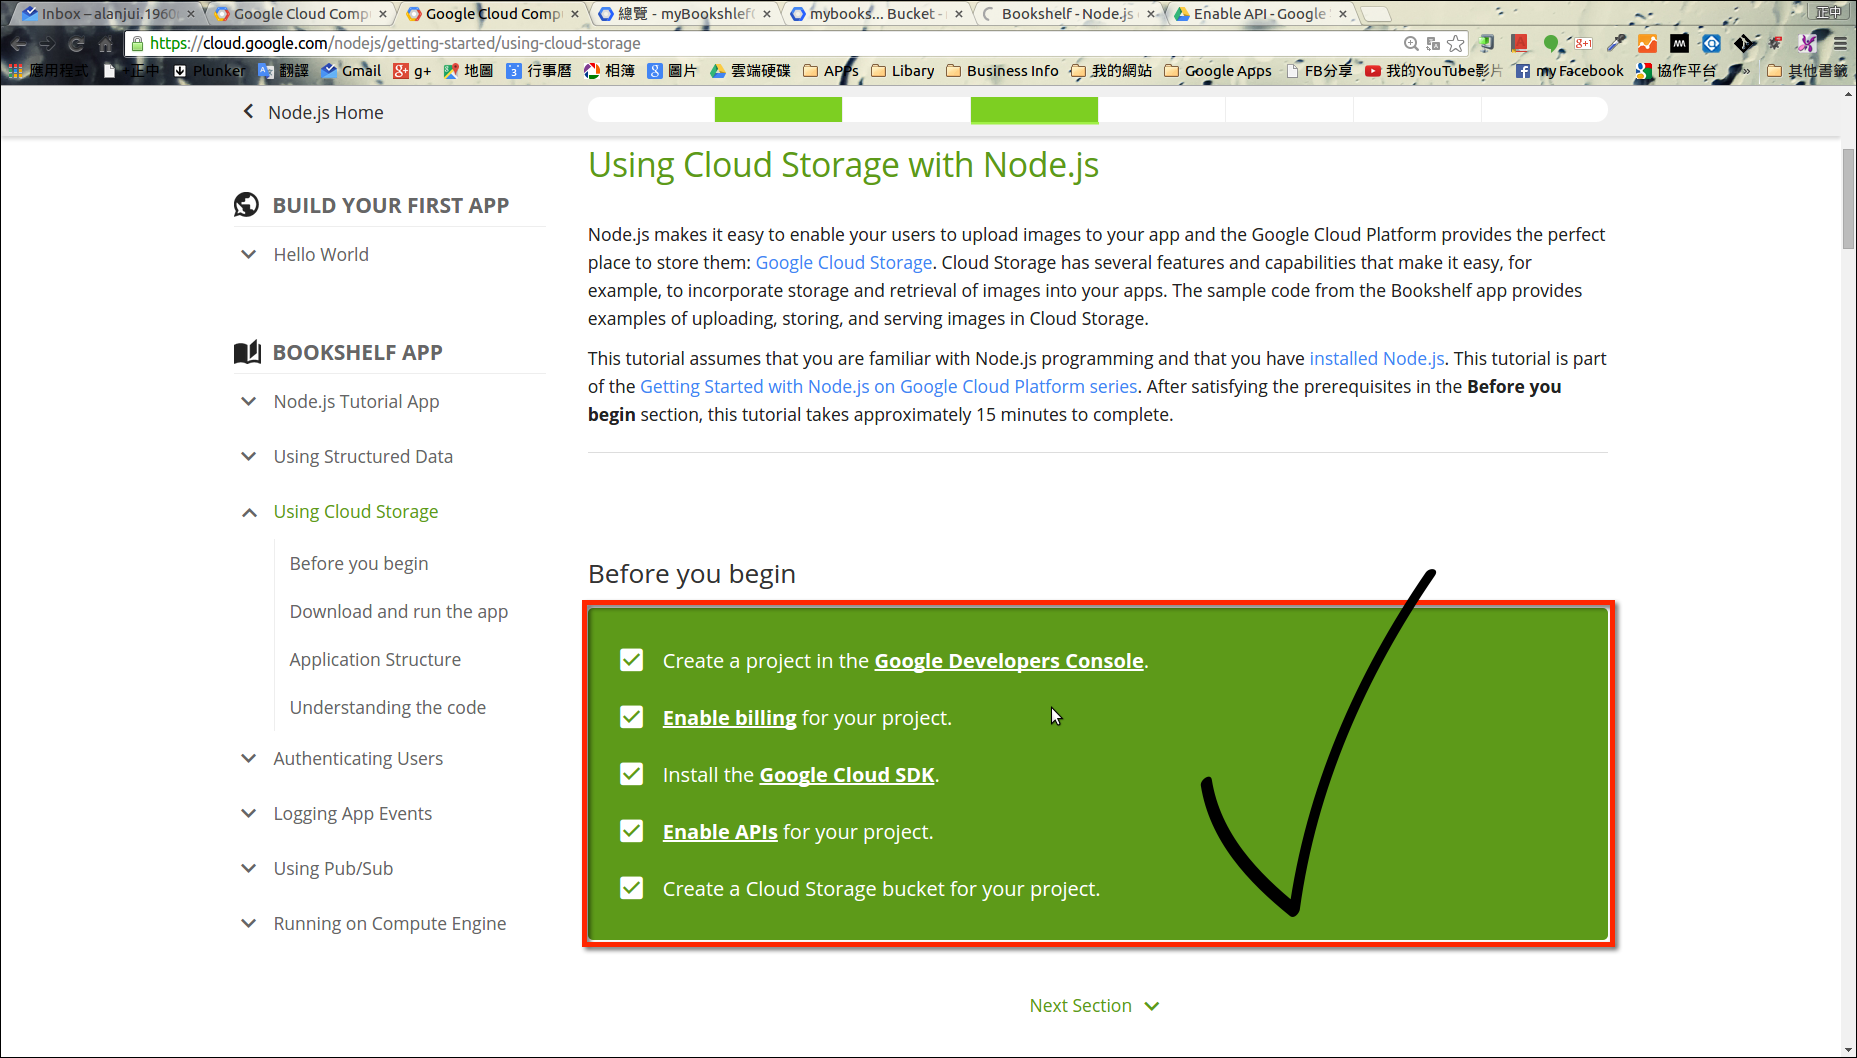 Inbox – alanjui.1960
Google Cloud Comp
Google Cloud Comp
總覽 - myBookshlef
mybooks... Bucket -
Bookshelf - Node.js
Enable API - Google
正中
https://cloud.google.com/nodejs/getting-started/using-cloud-storage
應用程式
正中
Plunker
翻譯
Gmail
g+
地圖
行事曆
相簿
圖片
雲端硬碟
APPs
Libary
Business Info
我的網站
Google Apps
FB分享
我的YouTube影片
my Facebook
協作平台
»
其他書籤
Node.js Home
Using Cloud Storage with Node.js
BUILD YOUR FIRST APP
Hello World
BOOKSHELF APP
Node.js Tutorial App
Using Structured Data
Using Cloud Storage
Before you begin
Download and run the app
Application Structure
Understanding the code
Authenticating Users
Logging App Events
Using Pub/Sub
Running on Compute Engine
Node.js makes it easy to enable your users to upload images to your app and the Google Cloud Platform provides the perfect
place to store them: Google Cloud Storage. Cloud Storage has several features and capabilities that make it easy, for
example, to incorporate storage and retrieval of images into your apps. The sample code from the Bookshelf app provides
examples of uploading, storing, and serving images in Cloud Storage.
This tutorial assumes that you are familiar with Node.js programming and that you have installed Node.js. This tutorial is part
of the Getting Started with Node.js on Google Cloud Platform series. After satisfying the prerequisites in the Before you
begin section, this tutorial takes approximately 15 minutes to complete.
Before you begin
Create a project in the Google Developers Console.
Enable billing for your project.
Install the Google Cloud SDK.
Enable APIs for your project.
Create a Cloud Storage bucket for your project.
Next Section